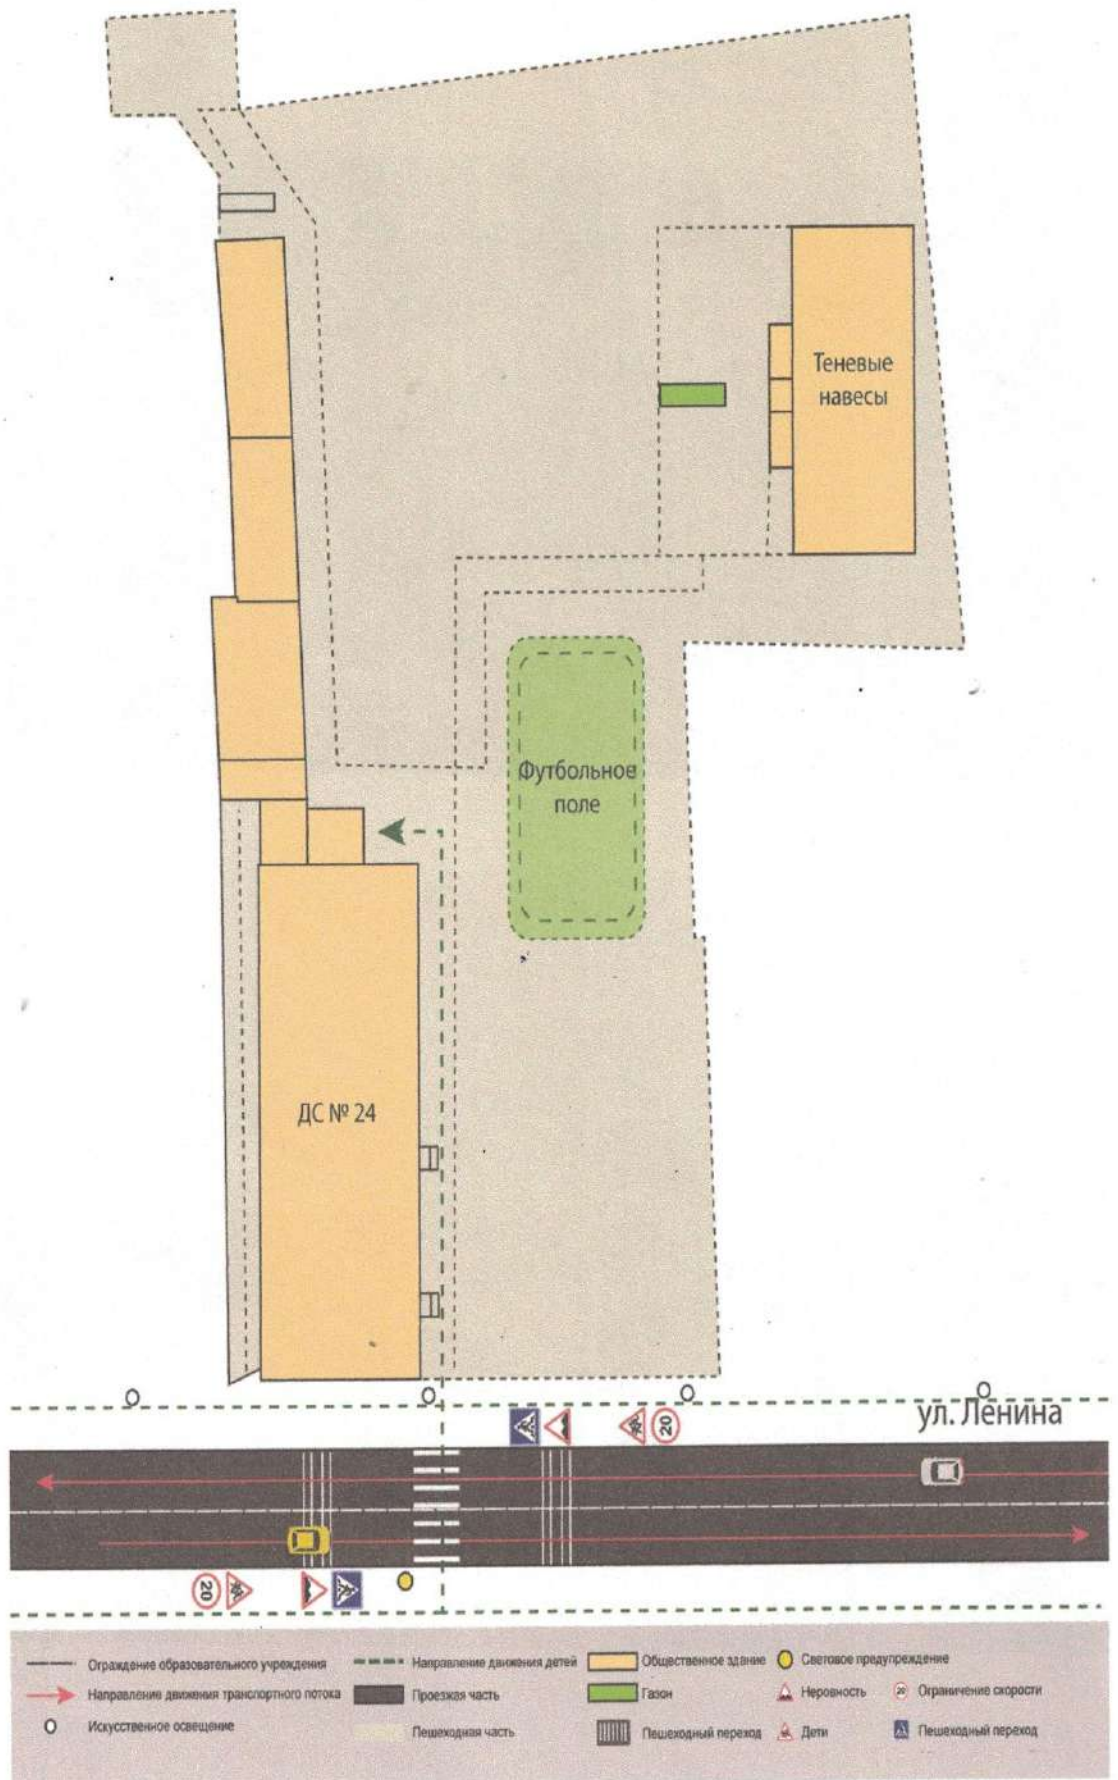 Теневые
навесы
Футбольное
поле
ДС № 24
ул. Ленина
20
20
Ограждение образовательного учреждения
Направление движения детей
Общественное здание
Световое предупреждение
Направление движения транспортного потока
Проезжая часть
Газон
Неровность
20
Ограничение скорости
Искусственное освещение
Пешеходная часть
Пешеходный переход
Дети
Пешеходный переход